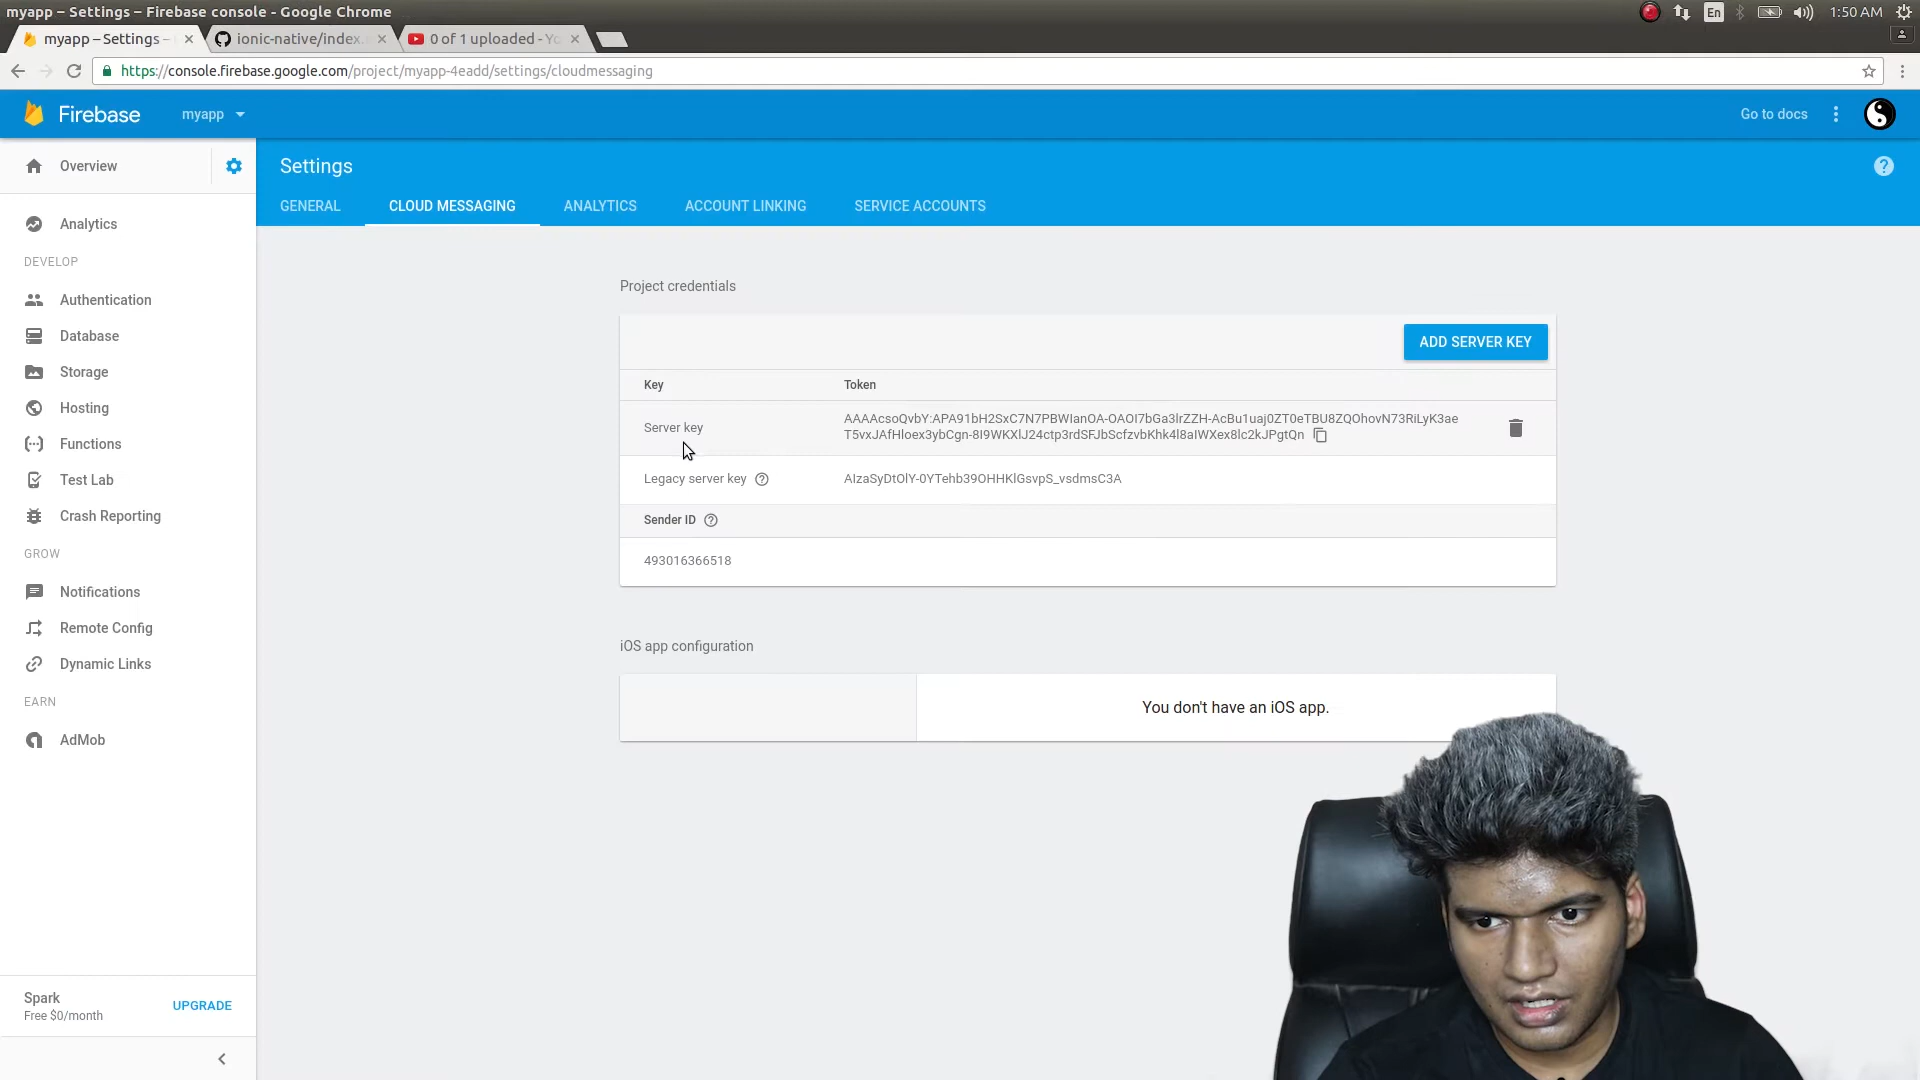 myapp – Settings – Firebase console - Google Chrome
En
1:50 AM
myapp – Settings –
ionic-native/index.
0 of 1 uploaded - Yo
https://console.firebase.google.com/project/myapp-4eadd/settings/cloudmessaging
Firebase
myapp
Go to docs
Overview
Settings
?
GENERAL
CLOUD MESSAGING
ANALYTICS
ACCOUNT LINKING
SERVICE ACCOUNTS
Analytics
DEVELOP
Authentication
Database
Storage
Hosting
Functions
Test Lab
Crash Reporting
GROW
Notifications
Remote Config
Dynamic Links
EARN
AdMob
Spark
Free $0/month
UPGRADE
Project credentials
ADD SERVER KEY
Key
Token
Server key
AAAAcsoQvbY:APA91bH2SxC7N7PBWIanOA-OAOI7bGa3lrZZH-AcBu1uaj0ZT0eTBU8ZQOhovN73RiLyK3ae
T5vxJAfHloex3ybCgn-8I9WKXlJ24ctp3rdSFJbScfzvbKhk4l8aIWXex8lc2kJPgtQn
Legacy server key ?
AIzaSyDtOlY-0YTehb39OHHKlGsvpS_vsdmsC3A
Sender ID ?
493016366518
iOS app configuration
You don't have an iOS app.